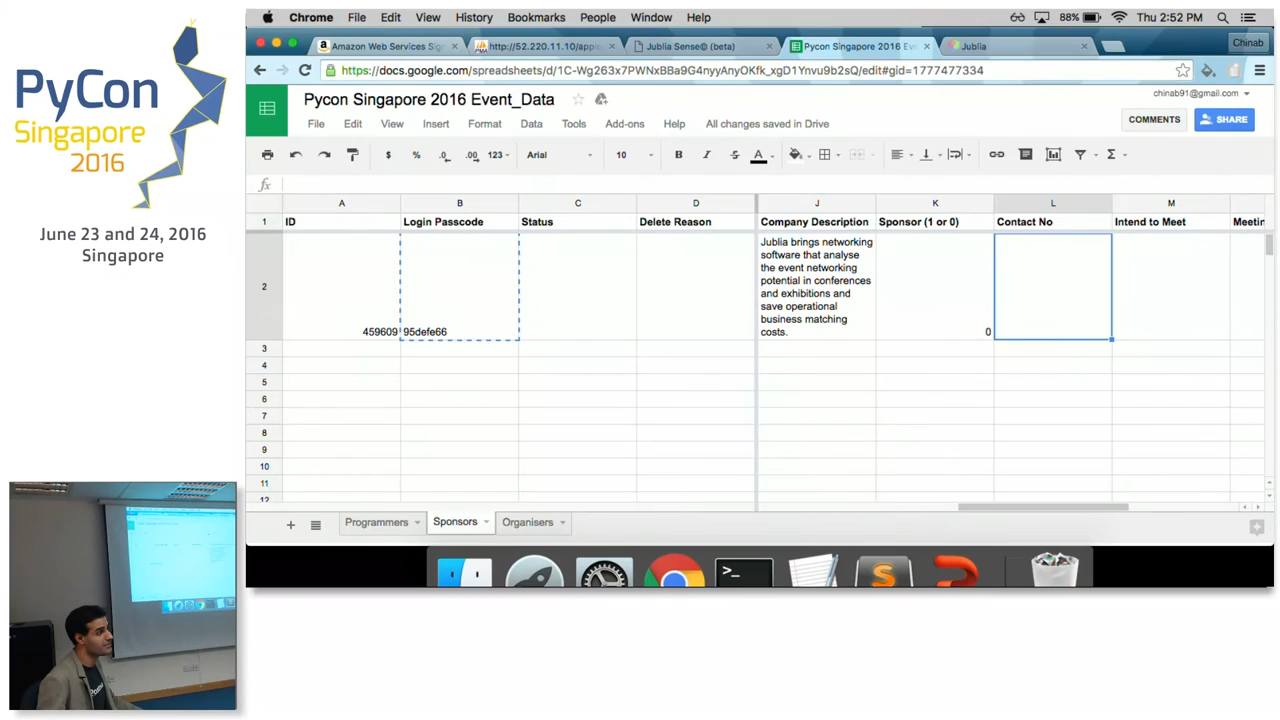 PyCon
Singapore
2016
June 23 and 24, 2016
Singapore
Chrome File Edit View History Bookmarks People Window Help
88% Thu 2:52 PM
Amazon Web Services Sig
http://52.220.11.10/apple
Jublia Sense© (beta)
Pycon Singapore 2016 Eve
Jublia
Chinab
https://docs.google.com/spreadsheets/d/1C-Wg263x7PWNxBBa9G4nyyAnyOKfk_xgD1Ynvu9b2sQ/edit#gid=1777477334
Pycon Singapore 2016 Event_Data
chinab91@gmail.com
File Edit View Insert Format Data Tools Add-ons Help All changes saved in Drive
COMMENTS
SHARE
$ % .0 .00 123 Arial 10 B I S A Σ
fx
A B C D J K L M
1 ID Login Passcode Status Delete Reason Company Description Sponsor (1 or 0) Contact No Intend to Meet Meetin
2 459609 95defe66
Jublia brings networking
software that analyse
the event networking
potential in conferences
and exhibitions and
save operational
business matching
costs.
0
3
4
5
6
7
8
9
10
11
12
+ Programmers Sponsors Organisers
>_
S